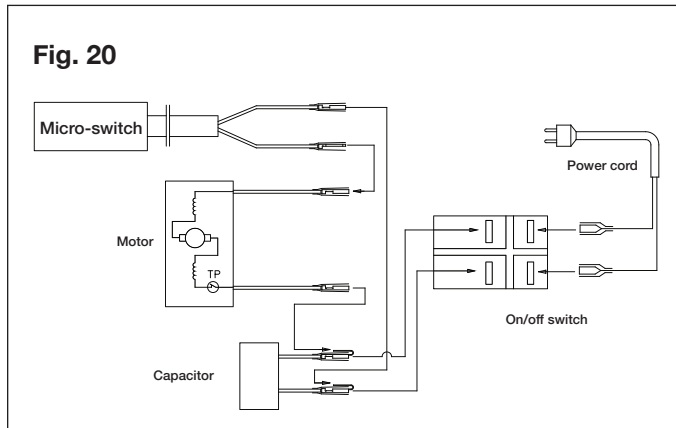 Fig. 20
Micro-switch
Power cord
Motor
TP
On/off switch
Capacitor